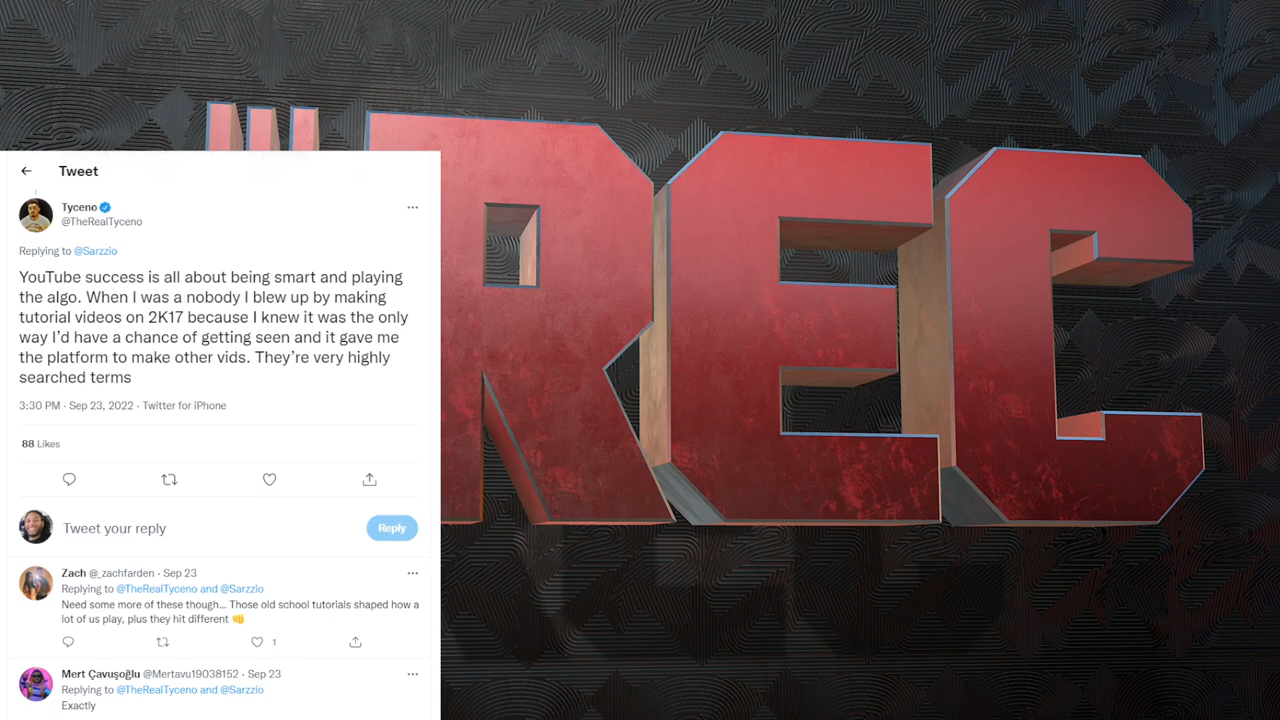 REC
Tweet
Tyceno
@TheRealTyceno
Replying to @Sarzzio
YouTube success is all about being smart and playing
the algo. When I was a nobody I blew up by making
tutorial videos on 2K17 because I knew it was the only
way I’d have a chance of getting seen and it gave me
the platform to make other vids. They’re very highly
searched terms
3:30 PM · Sep 23, 2022 · Twitter for iPhone
88 Likes
Tweet your reply
Reply
Zach @_zachfarden · Sep 23
Replying to @TheRealTyceno and @Sarzzio
Need some more of these though... Those old school tutorials shaped how a
lot of us play, plus they hit different 👊
1
Mert Çavuşoğlu @Mertavu19038152 · Sep 23
Replying to @TheRealTyceno and @Sarzzio
Exactly